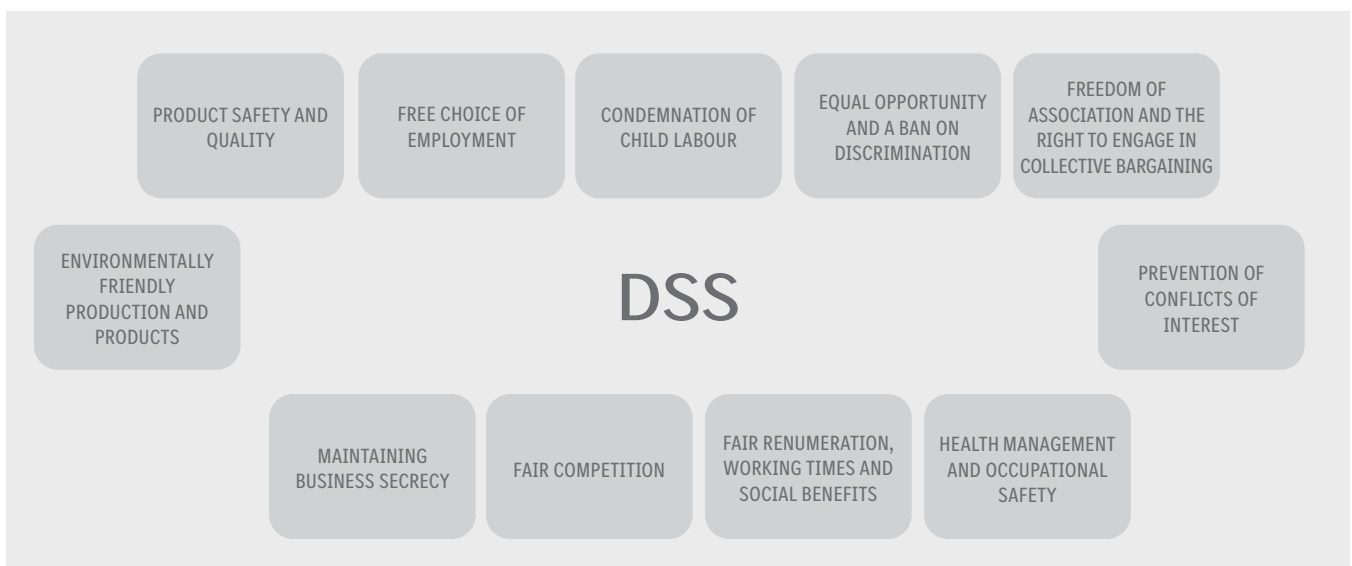 PRODUCT SAFETY AND
QUALITY
FREE CHOICE OF
EMPLOYMENT
CONDEMNATION OF
CHILD LABOUR
EQUAL OPPORTUNITY
AND A BAN ON
DISCRIMINATION
FREEDOM OF
ASSOCIATION AND THE
RIGHT TO ENGAGE IN
COLLECTIVE BARGAINING
ENVIRONMENTALLY
FRIENDLY
PRODUCTION AND
PRODUCTS
DSS
PREVENTION OF
CONFLICTS OF
INTEREST
MAINTAINING
BUSINESS SECRECY
FAIR COMPETITION
FAIR RENUMERATION,
WORKING TIMES AND
SOCIAL BENEFITS
HEALTH MANAGEMENT
AND OCCUPATIONAL
SAFETY